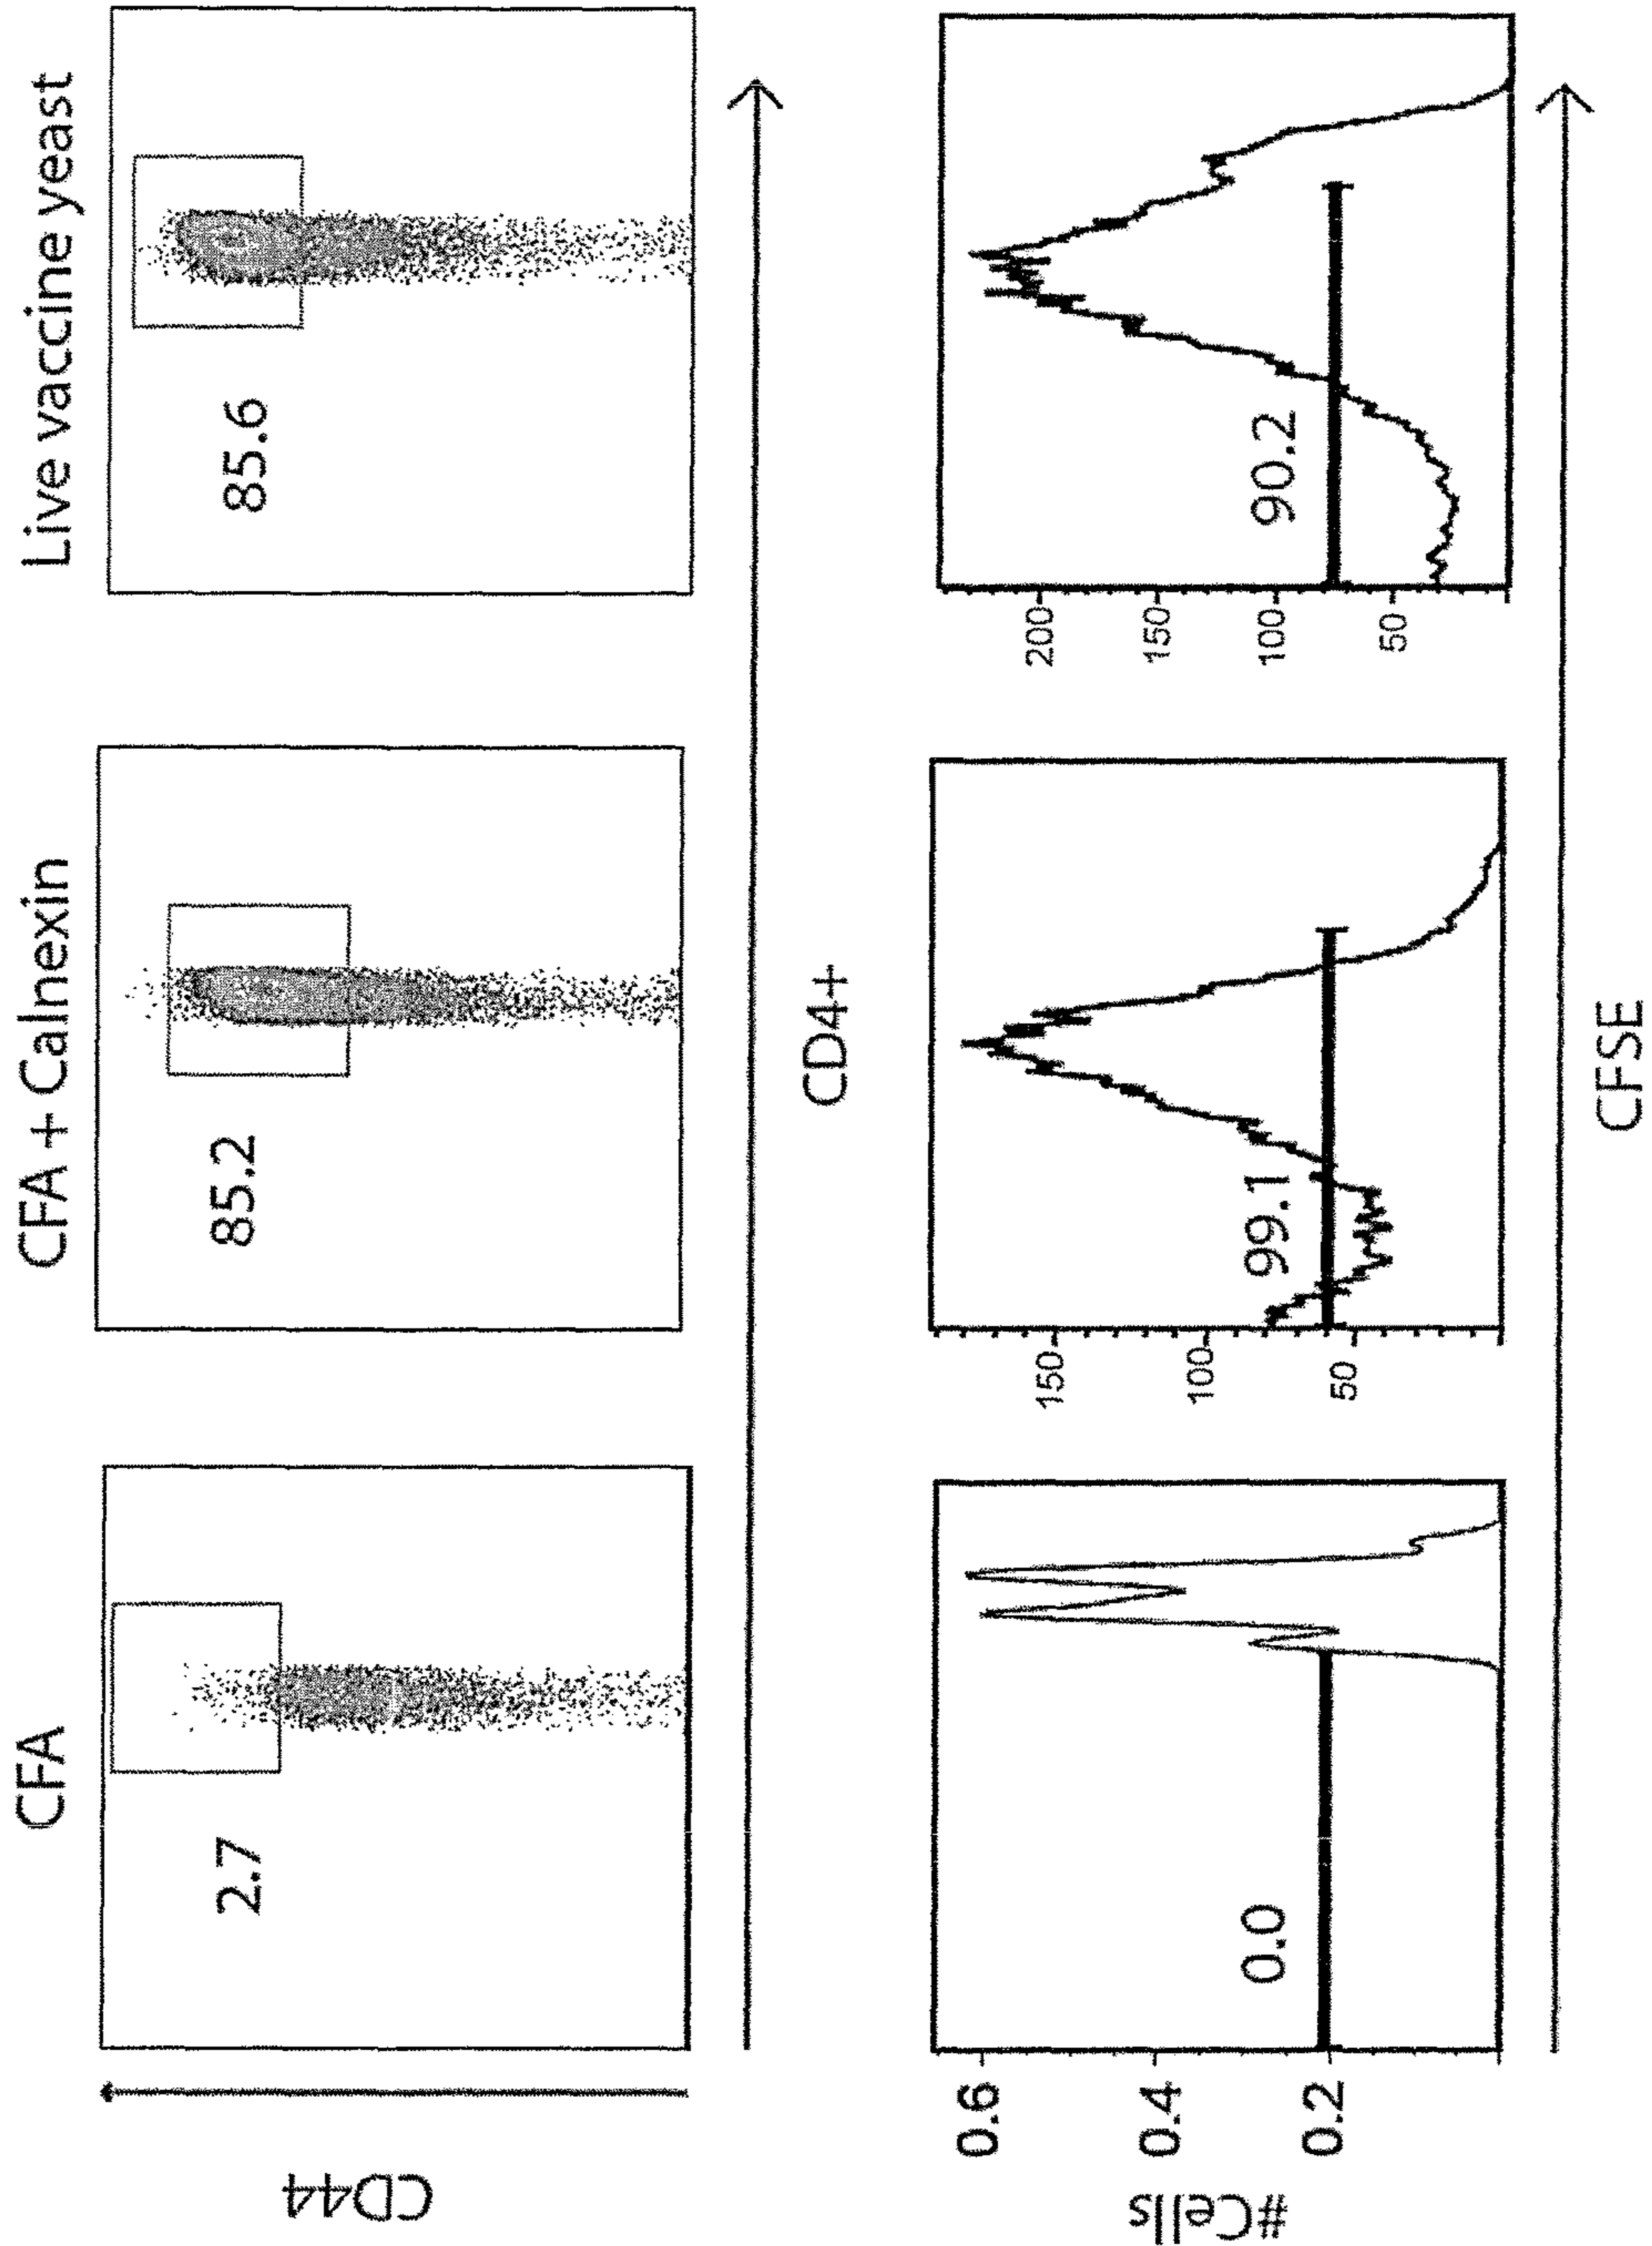 CFA
CFA + Calnexin
Live vaccine yeast
CD44
2.7
85.2
85.6
CD4+
#Cells
0.6
0.4
0.2
0.0
150
100
50
99.1
200
150
100
50
90.2
CFSE